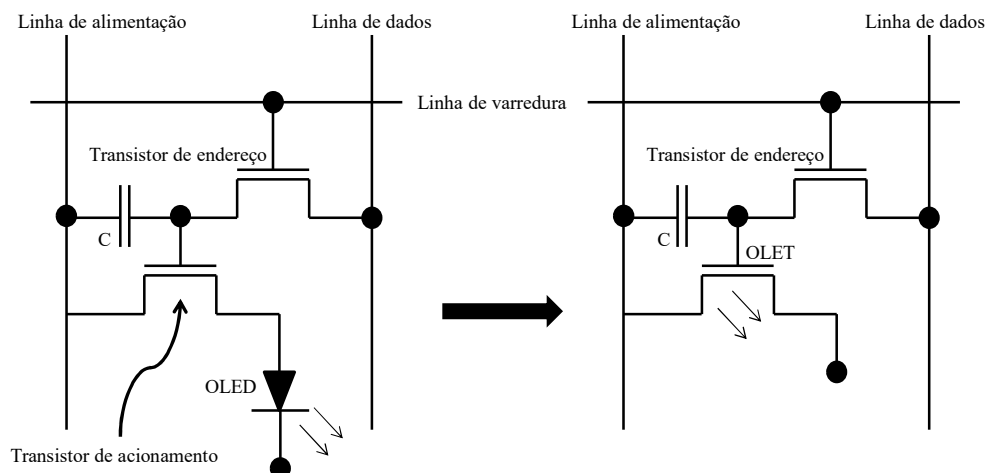 Linha de alimentação
Linha de dados
Linha de alimentação
Linha de dados
Linha de varredura
Transistor de endereço
Transistor de endereço
C
C
OLET
OLED
Transistor de acionamento